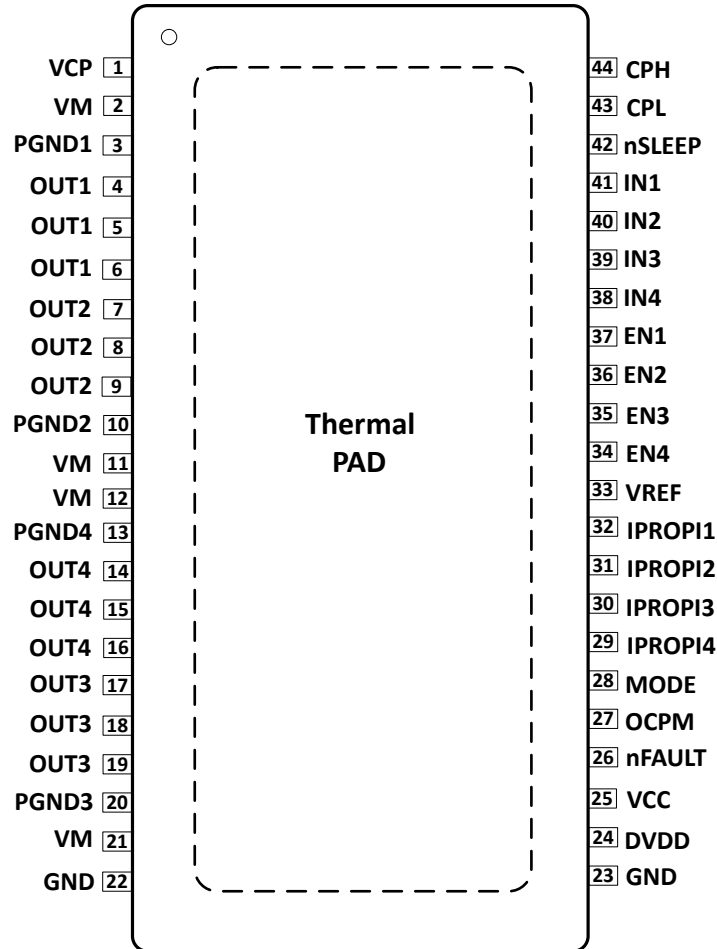 VCP 1
VM 2
PGND1 3
OUT1 4
OUT1 5
OUT1 6
OUT2 7
OUT2 8
OUT2 9
PGND2 10
VM 11
VM 12
PGND4 13
OUT4 14
OUT4 15
OUT4 16
OUT3 17
OUT3 18
OUT3 19
PGND3 20
VM 21
GND 22
Thermal
PAD
44 CPH
43 CPL
42 nSLEEP
41 IN1
40 IN2
39 IN3
38 IN4
37 EN1
36 EN2
35 EN3
34 EN4
33 VREF
32 IPROPI1
31 IPROPI2
30 IPROPI3
29 IPROPI4
28 MODE
27 OCPM
26 nFAULT
25 VCC
24 DVDD
23 GND